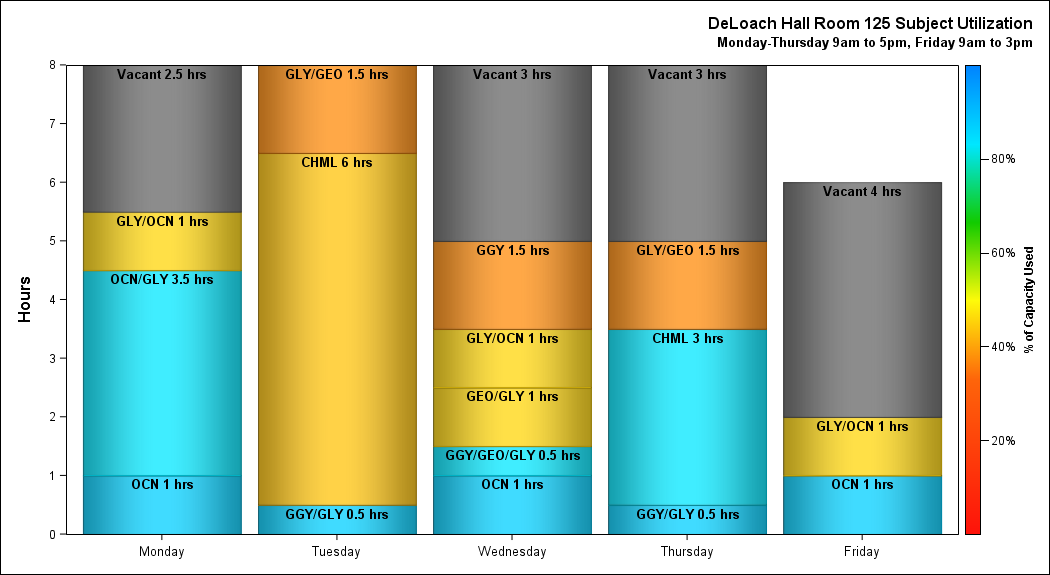 DeLoach Hall Room 125 Subject Utilization
Monday-Thursday 9am to 5pm, Friday 9am to 3pm
Hours
8
7
6
5
4
3
2
1
0
Vacant 2.5 hrs
GLY/OCN 1 hrs
OCN/GLY 3.5 hrs
OCN 1 hrs
GLY/GEO 1.5 hrs
CHML 6 hrs
GGY/GLY 0.5 hrs
Vacant 3 hrs
GGY 1.5 hrs
GLY/OCN 1 hrs
GEO/GLY 1 hrs
GGY/GEO/GLY 0.5 hrs
OCN 1 hrs
Vacant 3 hrs
GLY/GEO 1.5 hrs
CHML 3 hrs
GGY/GLY 0.5 hrs
Vacant 4 hrs
GLY/OCN 1 hrs
OCN 1 hrs
Monday
Tuesday
Wednesday
Thursday
Friday
80%
60%
40%
20%
% of Capacity Used